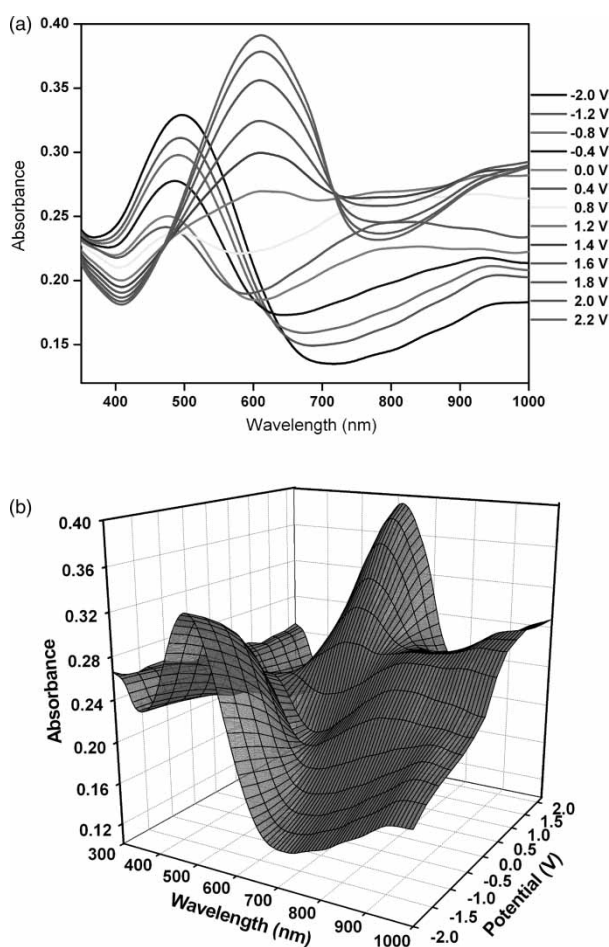 (a)
0.40
0.35
0.30
0.25
0.20
0.15
Absorbance
400 500 600 700 800 900 1000
Wavelength (nm)
-2.0 V
-1.2 V
-0.8 V
-0.4 V
0.0 V
0.4 V
0.8 V
1.2 V
1.4 V
1.6 V
1.8 V
2.0 V
2.2 V
(b)
0.40
0.36
0.32
0.28
0.24
0.20
0.16
0.12
Absorbance
300 400 500 600 700 800 900 1000
Wavelength (nm)
2.0
1.5
1.0
0.5
0.0
-0.5
-1.0
-1.5
-2.0
Potential (V)